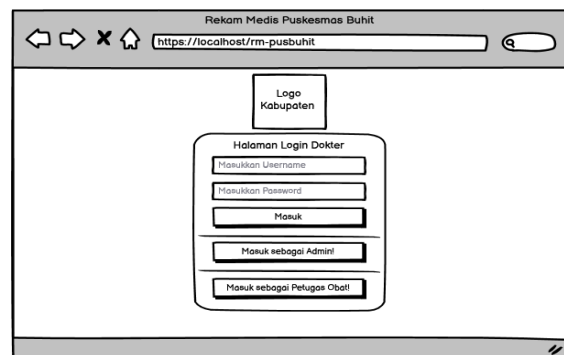 Rekam Medis Puskesmas Buhit
https://localhost/rm-pusbuhit
Logo
Kabupaten
Halaman Login Dokter
Masukkan Username
Masukkan Password
Masuk
Masuk sebagai Admin!
Masuk sebagai Petugas Obat!